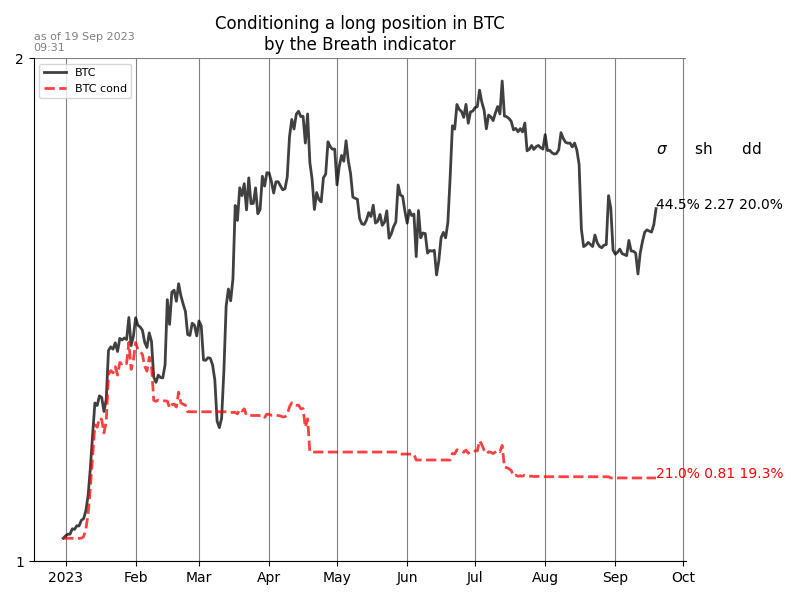 Conditioning a long position in BTC
by the Breath indicator
as of 19 Sep 2023
09:31
2
BTC
BTC cond
σ sh dd
44.5% 2.27 20.0%
21.0% 0.81 19.3%
1
2023 Feb Mar Apr May Jun Jul Aug Sep Oct